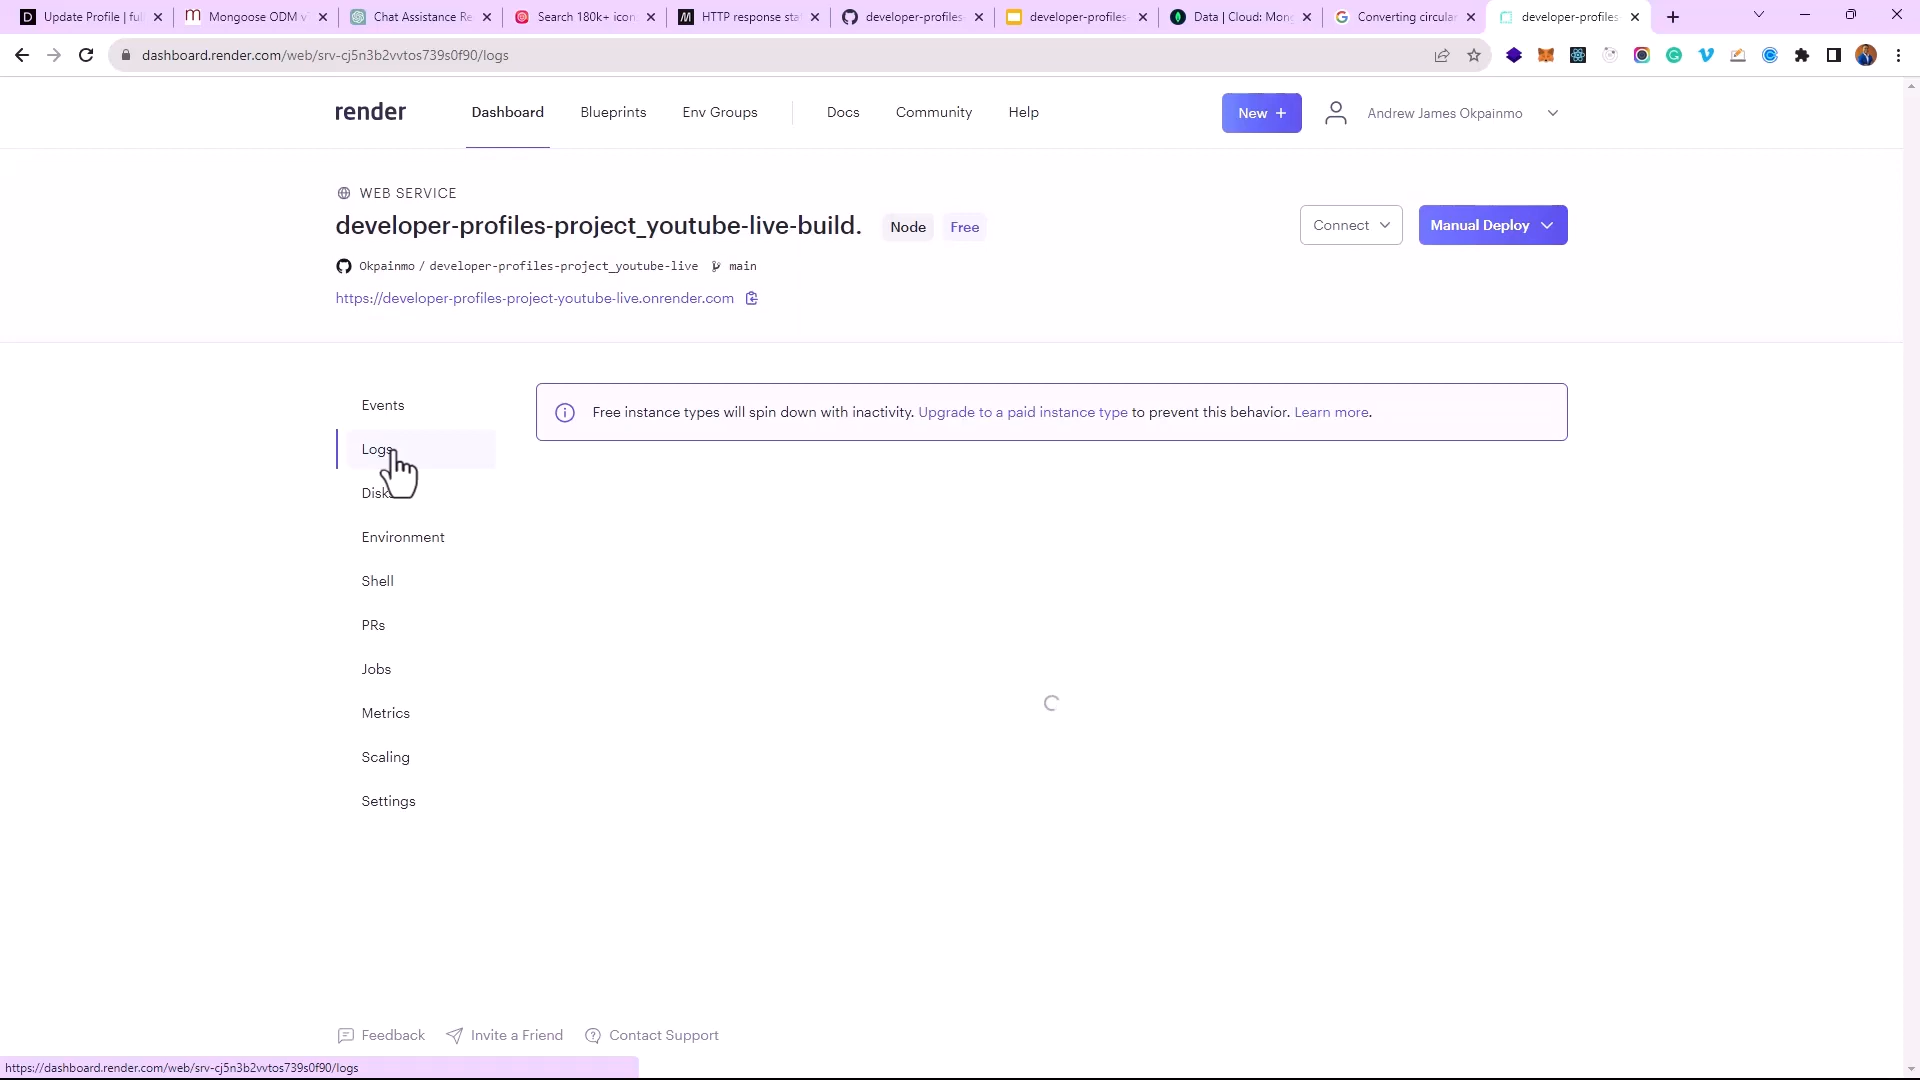 Update Profile | ful
Mongoose ODM v
Chat Assistance Re
Search 180k+ icon
HTTP response sta
developer-profiles-
developer-profiles-
Data | Cloud: Mon
Converting circular
developer-profiles-
dashboard.render.com/web/srv-cj5n3b2vvtos739s0f90/logs
render
Dashboard
Blueprints
Env Groups
Docs
Community
Help
New +
Andrew James Okpainmo
WEB SERVICE
developer-profiles-project_youtube-live-build.
Node
Free
Connect
Manual Deploy
Okpainmo / developer-profiles-project_youtube-live
main
https://developer-profiles-project-youtube-live.onrender.com
Events
Free instance types will spin down with inactivity. Upgrade to a paid instance type to prevent this behavior. Learn more.
Logs
Disks
Environment
Shell
PRs
Jobs
Metrics
Scaling
Settings
Feedback
Invite a Friend
Contact Support
https://dashboard.render.com/web/srv-cj5n3b2vvtos739s0f90/logs